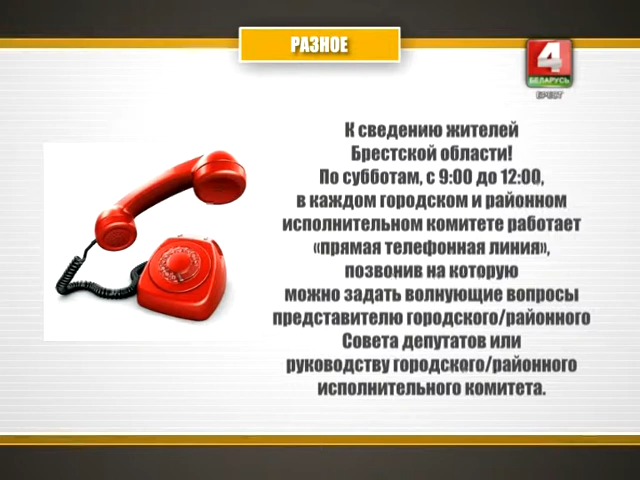 РАЗНОЕ
4
БЕЛАРУСЬ
БРЕСТ
К сведению жителей
Брестской области!
По субботам, с 9:00 до 12:00,
в каждом городском и районном
исполнительном комитете работает
«прямая телефонная линия»,
позвонив на которую
можно задать волнующие вопросы
представителю городского/районного
Совета депутатов или
руководству городского/районного
исполнительного комитета.